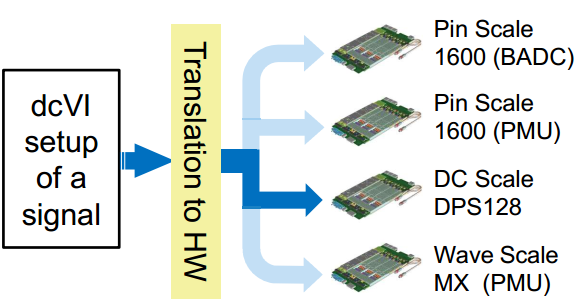 dcVI
setup
of a
signal
Translation to HW
Pin Scale
1600 (BADC)
Pin Scale
1600 (PMU)
DC Scale
DPS128
Wave Scale
MX  (PMU)